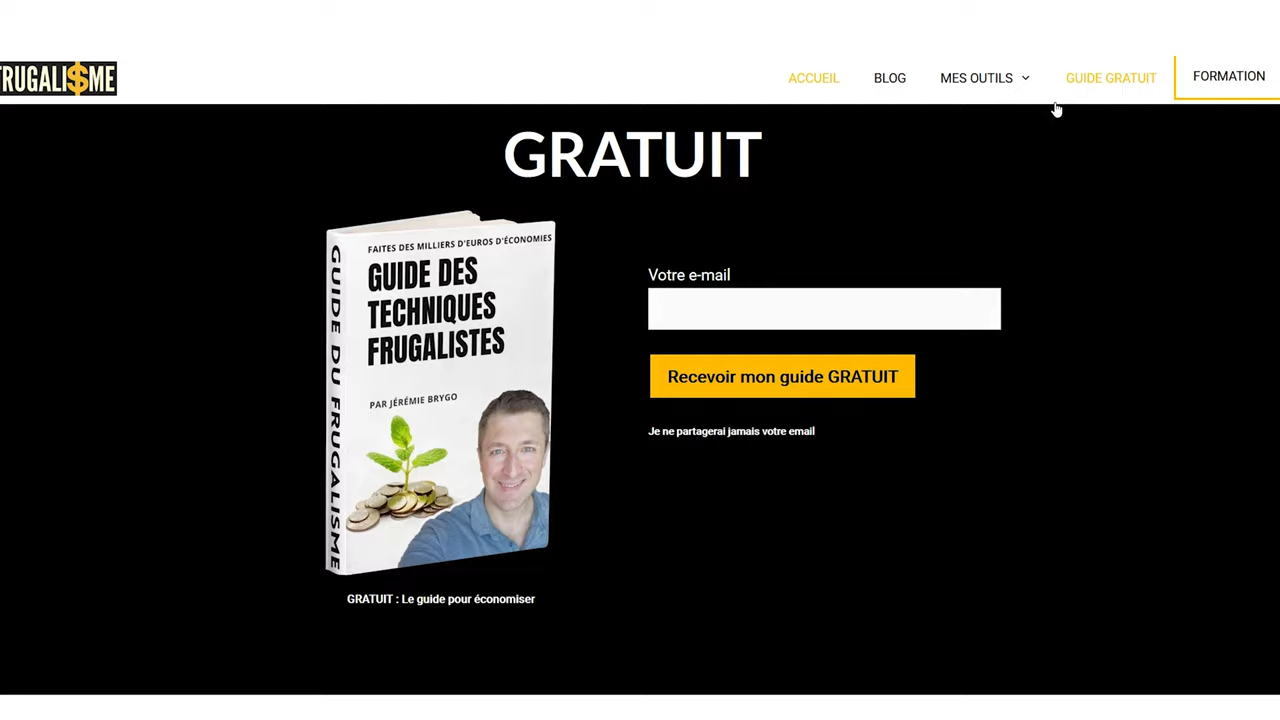 FRUGALI$ME
ACCUEIL
BLOG
MES OUTILS
GUIDE GRATUIT
FORMATION
GRATUIT
FAITES DES MILLIERS D'EUROS D'ÉCONOMIES
GUIDE DES
TECHNIQUES
FRUGALISTES
PAR JÉRÉMIE BRYGO
GUIDE DU FRUGALISME
GRATUIT : Le guide pour économiser
Votre e-mail
Recevoir mon guide GRATUIT
Je ne partagerai jamais votre email